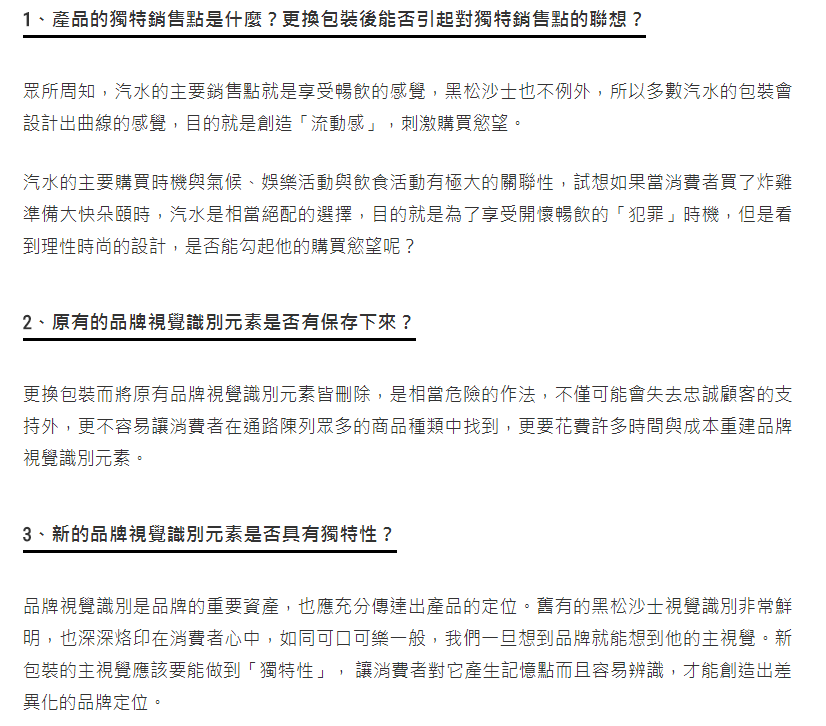 1、產品的獨特銷售點是什麼？更換包裝後能否引起對獨特銷售點的聯想？
眾所周知，汽水的主要銷售點就是享受暢飲的感覺，黑松沙士也不例外，所以多數汽水的包裝會
設計出曲線的感覺，目的就是創造「流動感」，刺激購買慾望。
汽水的主要購買時機與氣候、娛樂活動與飲食活動有極大的關聯性，試想如果當消費者買了炸雞
準備大快朵頤時，汽水是相當絕配的選擇，目的就是為了享受開懷暢飲的「犯罪」時機，但是看
到理性時尚的設計，是否能勾起他的購買慾望呢？
2、原有的品牌視覺識別元素是否有保存下來？
更換包裝而將原有品牌視覺識別元素皆刪除，是相當危險的作法，不僅可能會失去忠誠顧客的支
持外，更不容易讓消費者在通路陳列眾多的商品種類中找到，更要花費許多時間與成本重建品牌
視覺識別元素。
3、新的品牌視覺識別元素是否具有獨特性？
品牌視覺識別是品牌的重要資產，也應充分傳達出產品的定位。舊有的黑松沙士視覺識別非常鮮
明，也深深烙印在消費者心中，如同可口可樂一般，我們一旦想到品牌就能想到他的主視覺。新
包裝的主視覺應該要能做到「獨特性」， 讓消費者對它產生記憶點而且容易辨識，才能創造出差
異化的品牌定位。